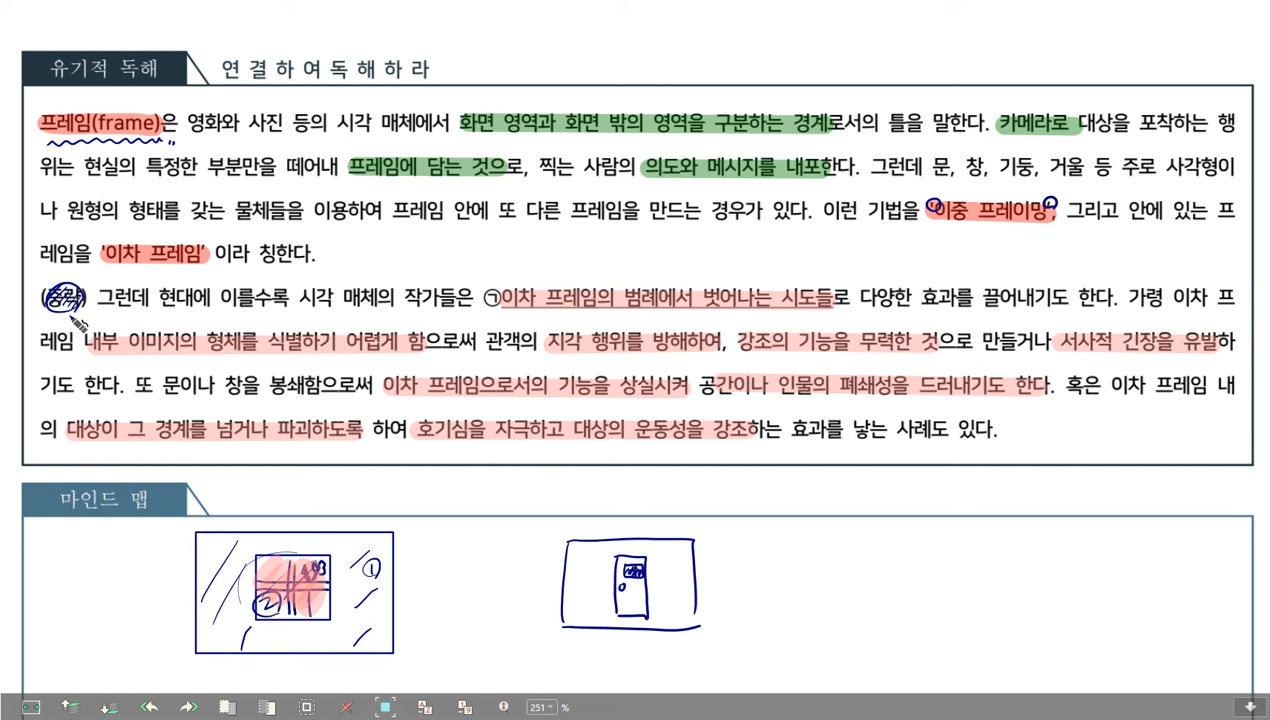 유기적 독해
연결하여독해하라
프레임(frame)은 영화와 사진 등의 시각 매체에서 화면 영역과 화면 밖의 영역을 구분하는 경계로서의 틀을 말한다. 카메라로 대상을 포착하는 행
위는 현실의 특정한 부분만을 떼어내 프레임에 담는 것으로, 찍는 사람의 의도와 메시지를 내포한다. 그런데 문, 창, 기둥, 거울 등 주로 사각형이
나 원형의 형태를 갖는 물체들을 이용하여 프레임 안에 또 다른 프레임을 만드는 경우가 있다. 이런 기법을 '이중 프레이밍', 그리고 안에 있는 프
레임을 '이차 프레임' 이라 칭한다.
(중략) 그런데 현대에 이를수록 시각 매체의 작가들은 ㉠이차 프레임의 범례에서 벗어나는 시도들로 다양한 효과를 끌어내기도 한다. 가령 이차 프
레임 내부 이미지의 형체를 식별하기 어렵게 함으로써 관객의 지각 행위를 방해하여, 강조의 기능을 무력한 것으로 만들거나 서사적 긴장을 유발하
기도 한다. 또 문이나 창을 봉쇄함으로써 이차 프레임으로서의 기능을 상실시켜 공간이나 인물의 폐쇄성을 드러내기도 한다. 혹은 이차 프레임 내
의 대상이 그 경계를 넘거나 파괴하도록 하여 호기심을 자극하고 대상의 운동성을 강조하는 효과를 낳는 사례도 있다.
마인드 맵
①
②
251 %